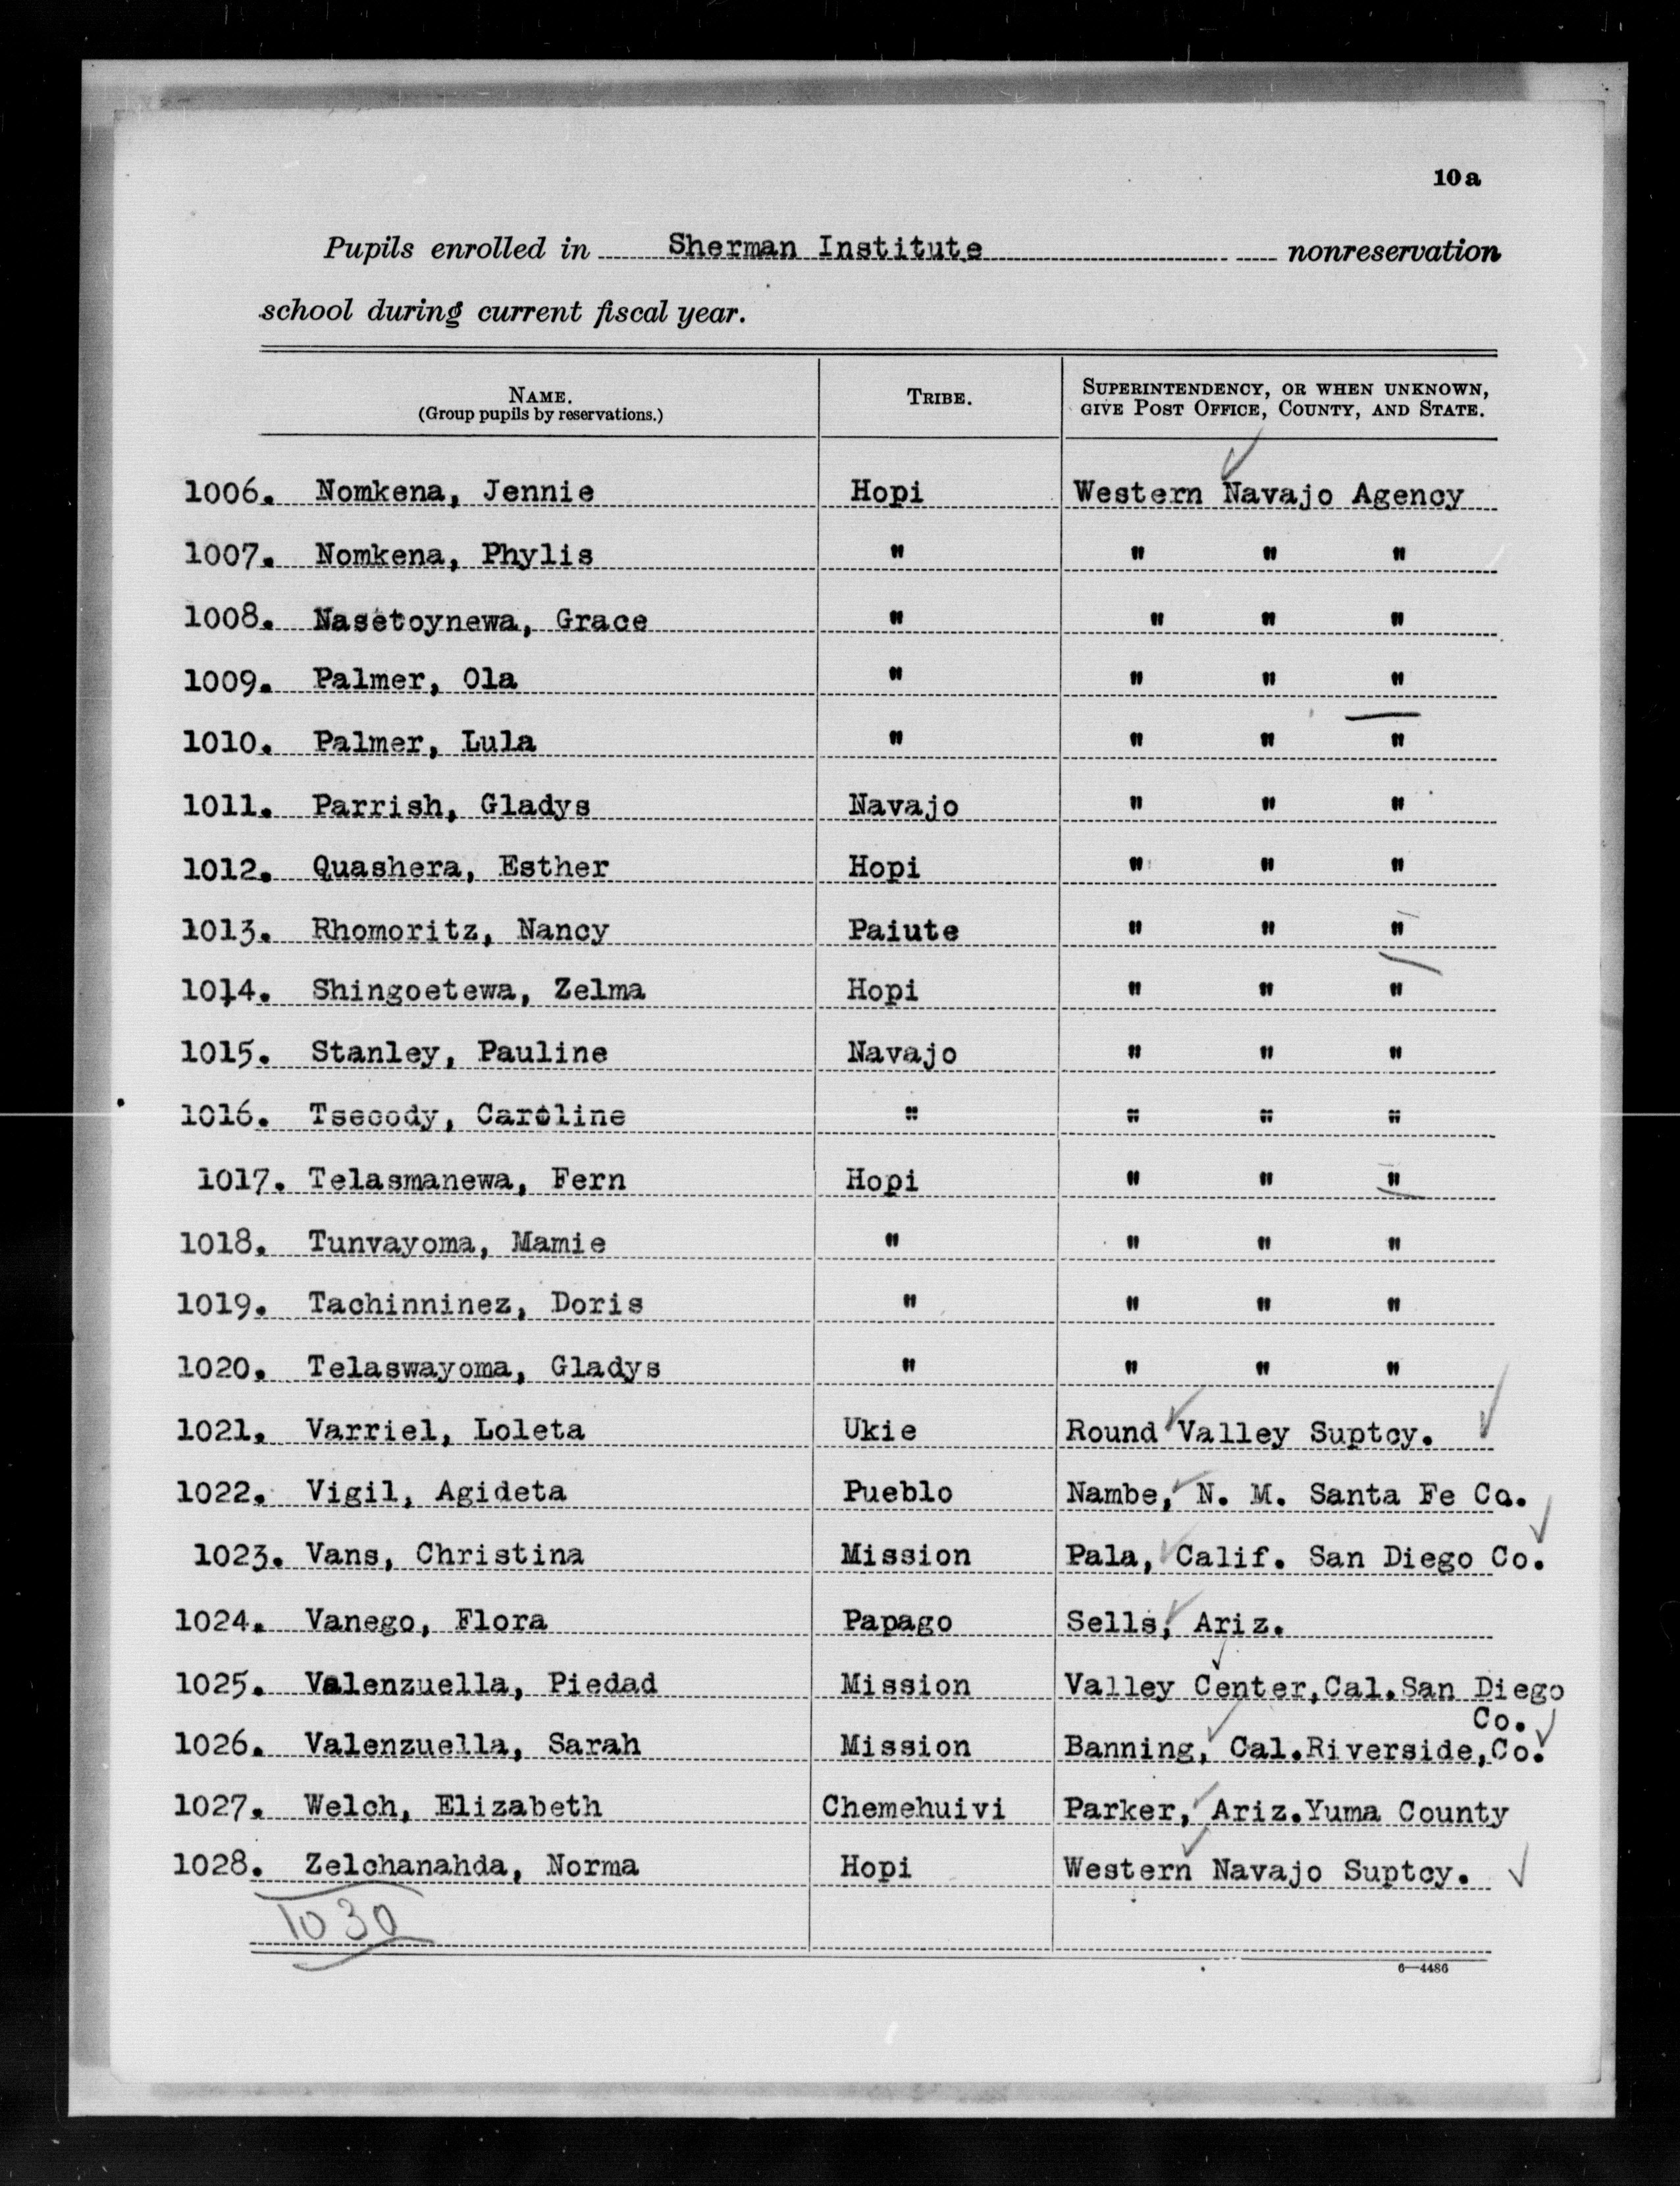 10a
Pupils enrolled in Sherman Institute nonreservation
school during current fiscal year.
NAME.
(Group pupils by reservations.)
TRIBE.
SUPERINTENDENCY, OR WHEN UNKNOWN,
GIVE POST OFFICE, COUNTY, AND STATE.
1006. Nomkena, Jennie Hopi Western Navajo Agency
1007. Nomkena, Phylis " " " "
1008. Nasetoynewa, Grace " " " "
1009. Palmer, Ola " " " "
1010. Palmer, Lula " " " "
1011. Parrish, Gladys Navajo " " "
1012. Quashera, Esther Hopi " " "
1013. Rhomoritz, Nancy Paiute " " "
1014. Shingoetewa, Zelma Hopi " " "
1015. Stanley, Pauline Navajo " " "
1016. Tsecody, Caroline " " " "
1017. Telasmanewa, Fern Hopi " " "
1018. Tunvayoma, Mamie " " " "
1019. Tachinninez, Doris " " " "
1020. Telaswayoma, Gladys " " " "
1021. Varriel, Loleta Ukie Round Valley Suptcy.
1022. Vigil, Agideta Pueblo Nambe, N. M. Santa Fe Co.
1023. Vans, Christina Mission Pala, Calif. San Diego Co.
1024. Vanego, Flora Papago Sells, Ariz.
1025. Valenzuella, Piedad Mission Valley Center,Cal.San Diego
Co.
1026. Valenzuella, Sarah Mission Banning, Cal.Riverside,Co.
1027. Welch, Elizabeth Chemehuivi Parker, Ariz.Yuma County
1028. Zelchanahda, Norma Hopi Western Navajo Suptcy.
1030
6—4486